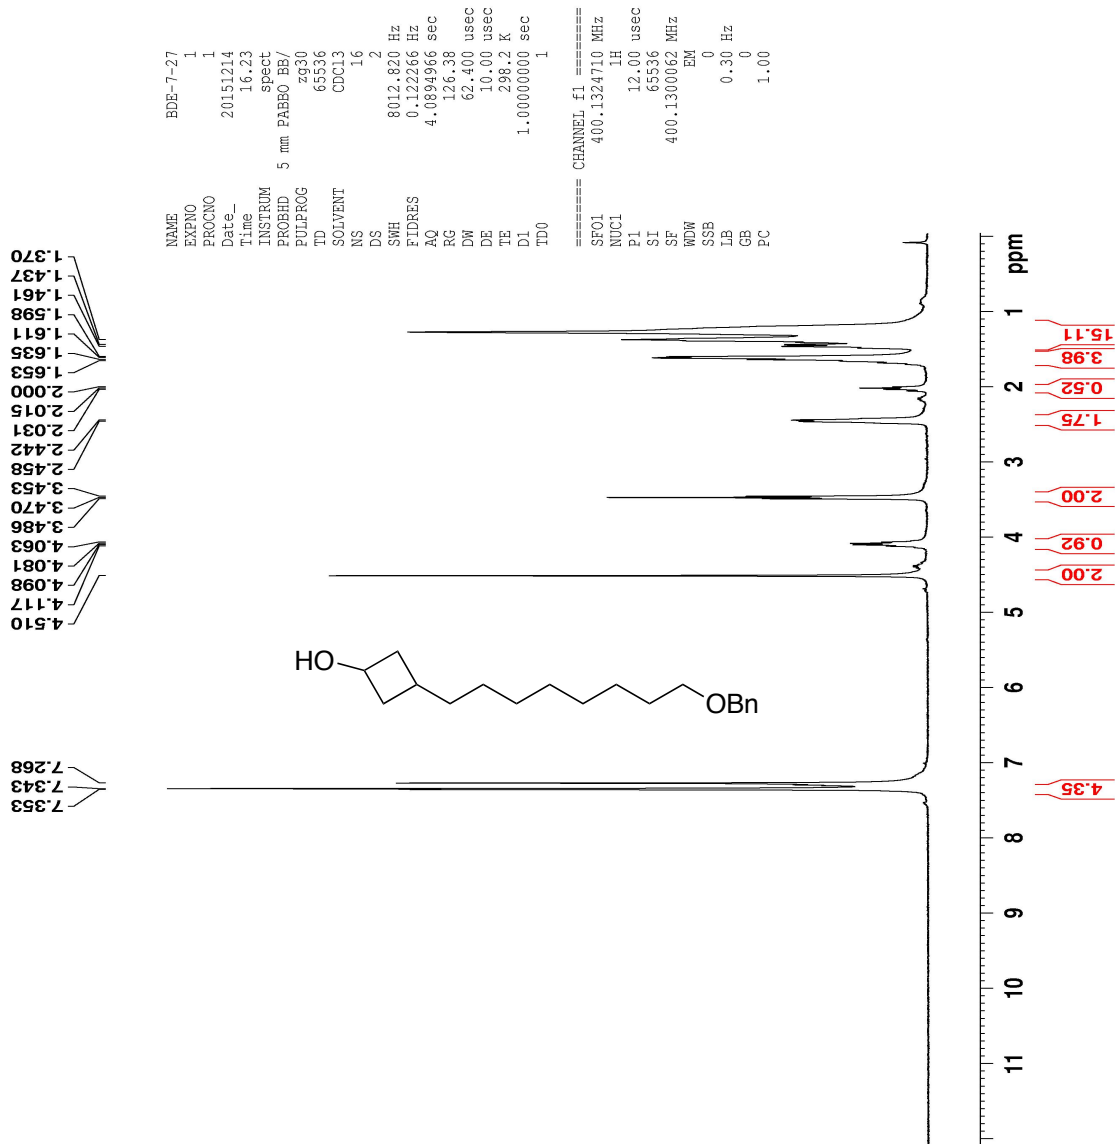 NAME BDE-7-27
EXPNO 1
PROCNO 1
Date_ 20151214
Time 16.23
INSTRUM spect
PROBHD 5 mm PABBO BB/
PULPROG zg30
TD 65536
SOLVENT CDCl3
NS 16
DS 2
SWH 8012.820 Hz
FIDRES 0.122266 Hz
AQ 4.0894966 sec
RG 126.38
DW 62.400 usec
DE 10.00 usec
TE 298.2 K
D1 1.00000000 sec
TD0 1
======== CHANNEL f1 ========
SFO1 400.1324710 MHz
NUC1 1H
P1 12.00 usec
SI 65536
SF 400.1300062 MHz
WDW EM
SSB 0
LB 0.30 Hz
GB 0
PC 1.00
1.370
1.437
1.461
1.598
1.611
1.635
1.653
2.000
2.015
2.031
2.442
2.458
3.453
3.470
3.486
4.063
4.081
4.098
4.117
4.510
7.268
7.343
7.353
HO
OBn
ppm
1
2
3
4
5
6
7
8
9
10
11
15.11
3.98
0.52
1.75
2.00
0.92
2.00
4.35